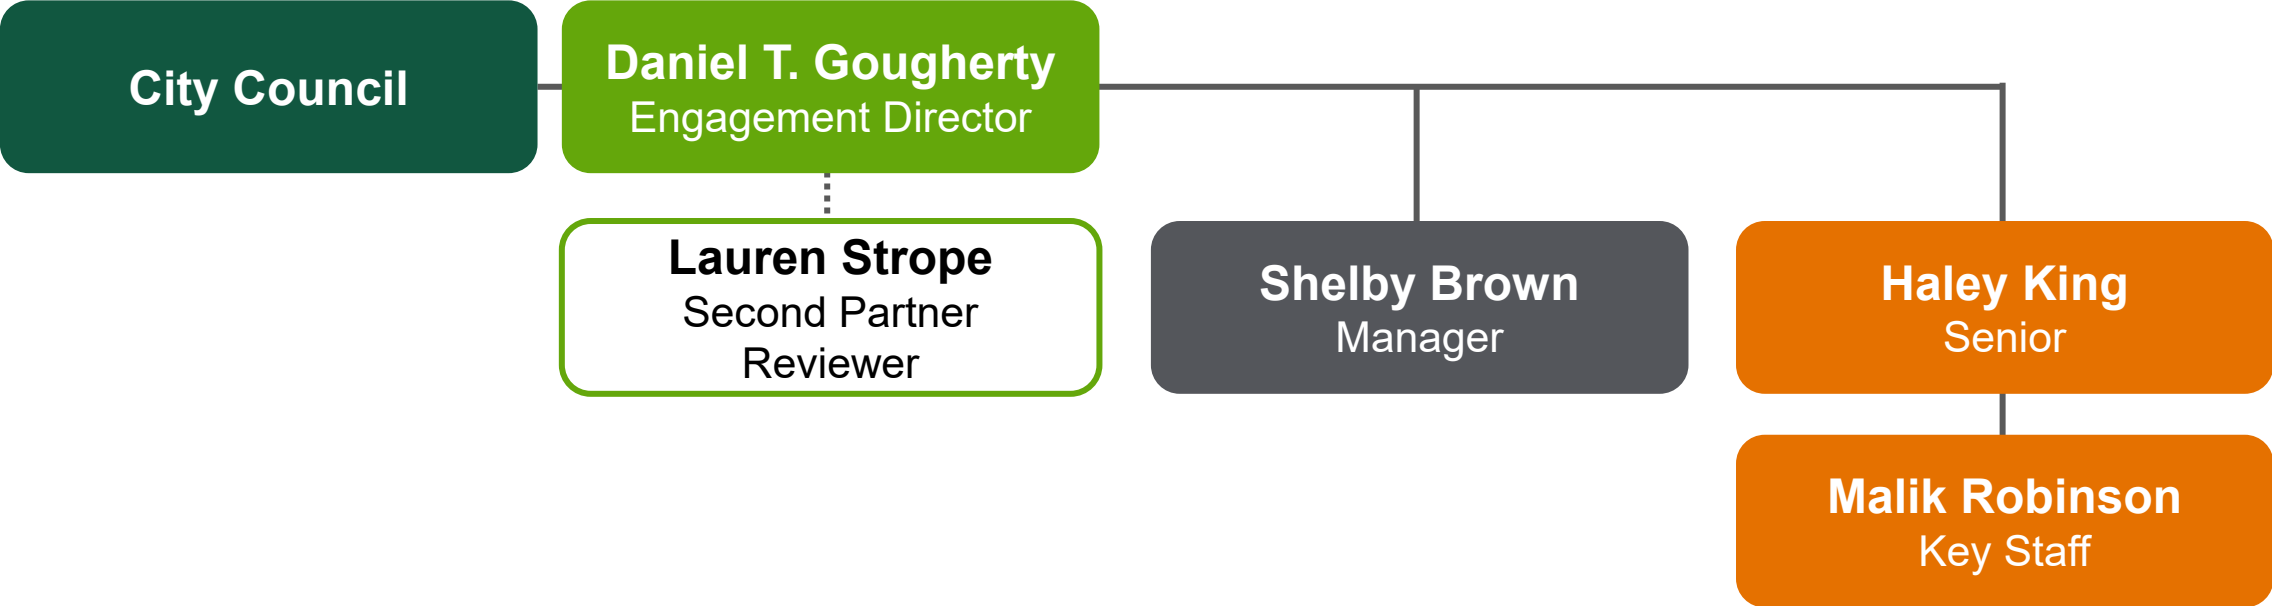 City Council
Daniel T. Gougherty
Engagement Director
Lauren Strope
Second Partner
Reviewer
Shelby Brown
Manager
Haley King
Senior
Malik Robinson
Key Staff